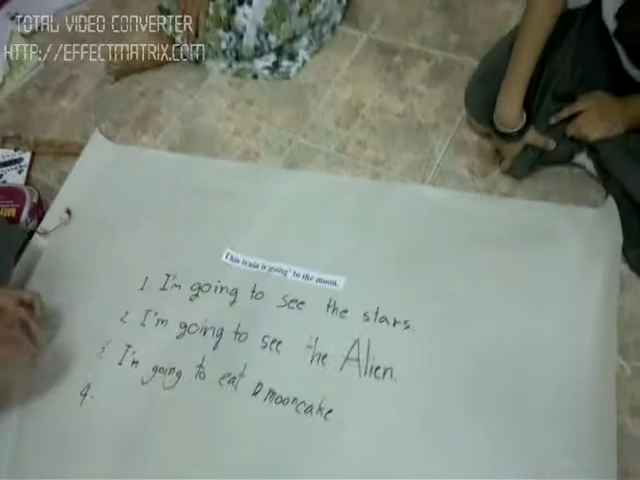 TOTAL VIDEO CONVERTER
HTTP://EFFECTMATRIX.COM
This train is going to the moon.
1. I'm going to see the stars.
2. I'm going to see the Alien.
3. I'm going to eat a mooncake
4.